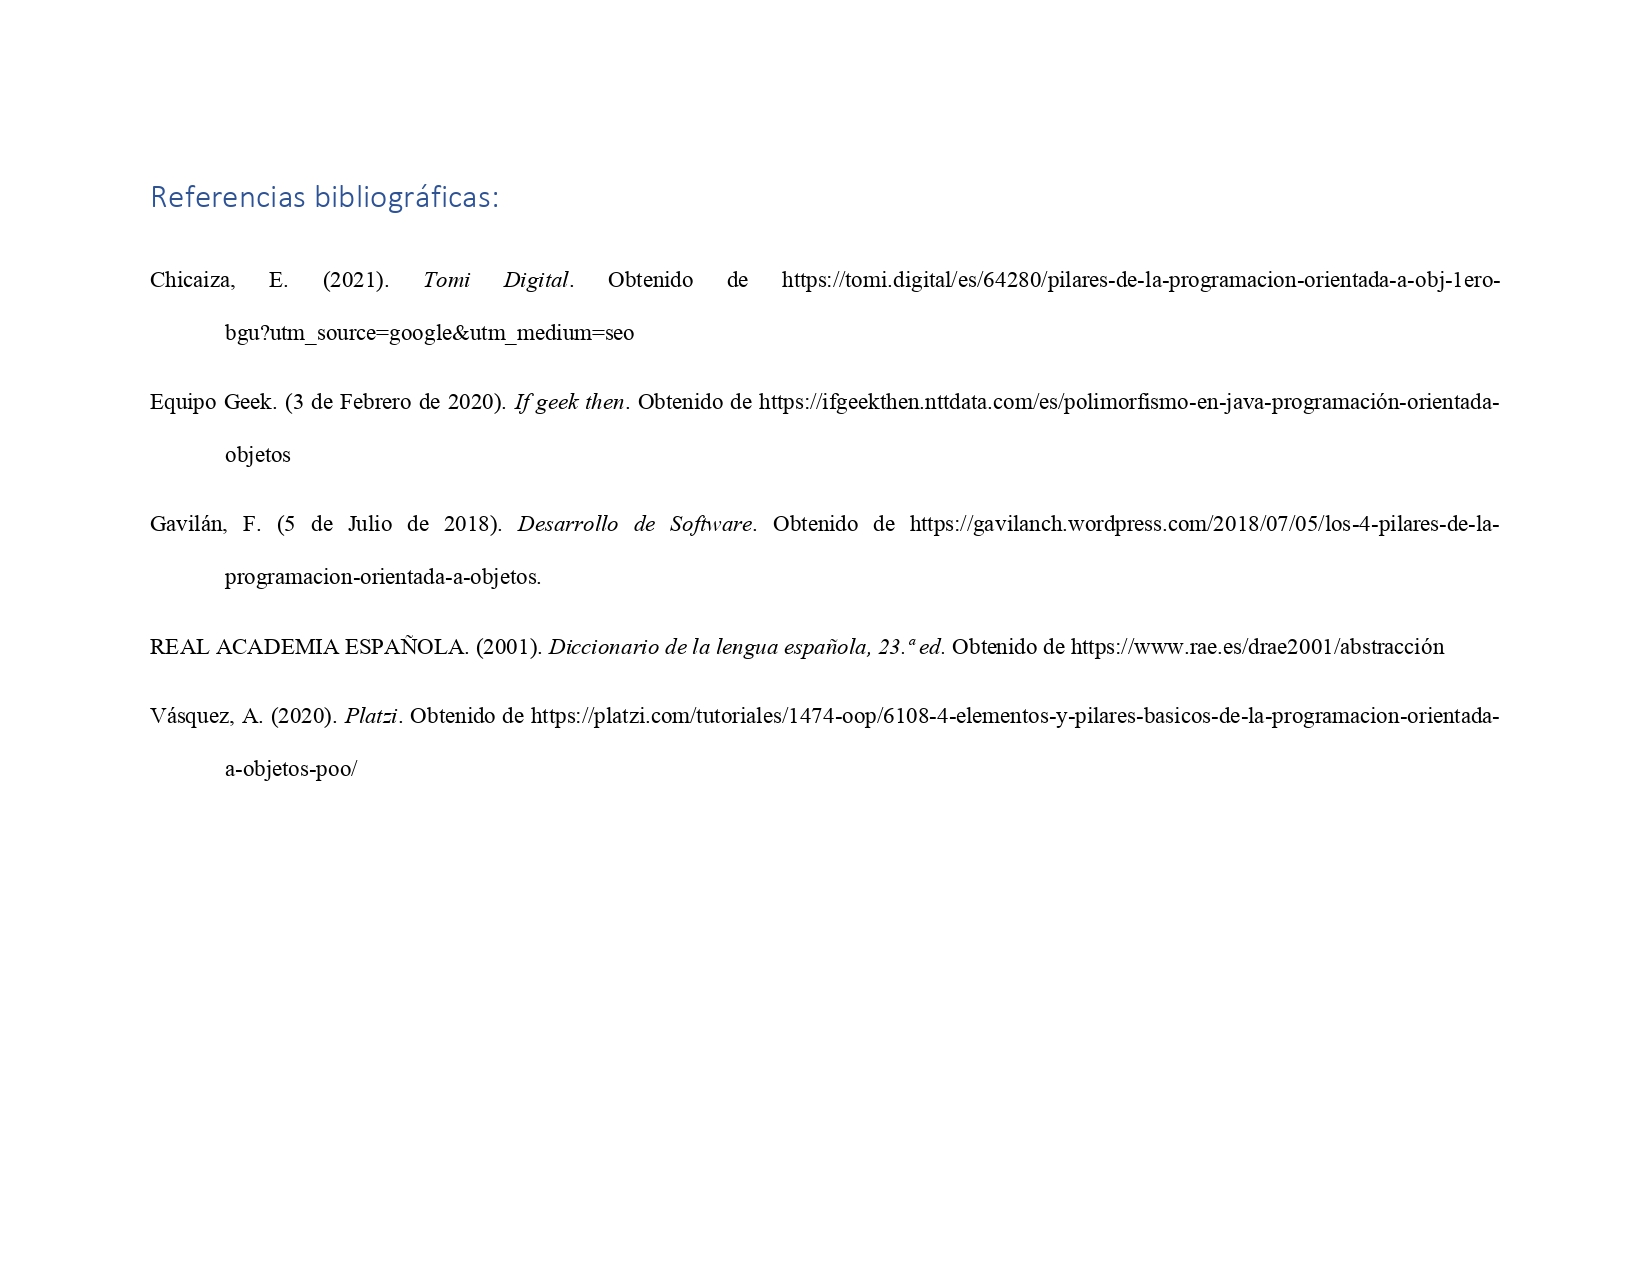 Referencias bibliográficas:
Chicaiza, E. (2021). Tomi Digital. Obtenido de https://tomi.digital/es/64280/pilares-de-la-programacion-orientada-a-obj-1ero-
bgu?utm_source=google&utm_medium=seo
Equipo Geek. (3 de Febrero de 2020). If geek then. Obtenido de https://ifgeekthen.nttdata.com/es/polimorfismo-en-java-programación-orientada-
objetos
Gavilán, F. (5 de Julio de 2018). Desarrollo de Software. Obtenido de https://gavilanch.wordpress.com/2018/07/05/los-4-pilares-de-la-
programacion-orientada-a-objetos.
REAL ACADEMIA ESPAÑOLA. (2001). Diccionario de la lengua española, 23.ª ed. Obtenido de https://www.rae.es/drae2001/abstracción
Vásquez, A. (2020). Platzi. Obtenido de https://platzi.com/tutoriales/1474-oop/6108-4-elementos-y-pilares-basicos-de-la-programacion-orientada-
a-objetos-poo/